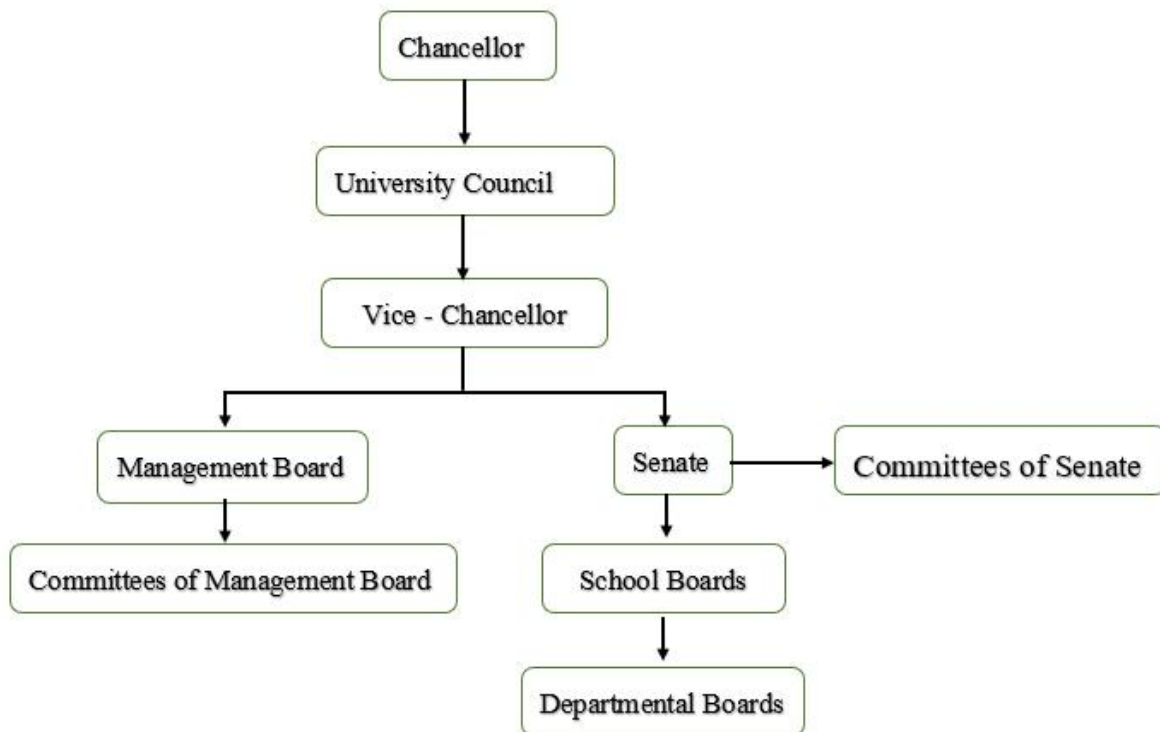 Chancellor
University Council
Vice - Chancellor
Management Board
Senate
Committees of Senate
Committees of Management Board
School Boards
Departmental Boards